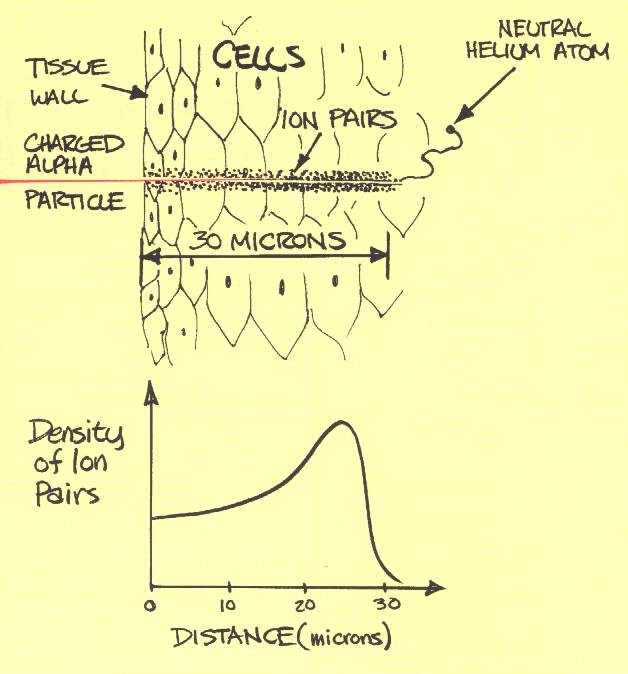 CELLS
NEUTRAL
HELIUM ATOM
TISSUE
WALL
ION PAIRS
CHARGED
ALPHA
PARTICLE
30 MICRONS
Density
of Ion
Pairs
0 10 20 30
DISTANCE (microns)